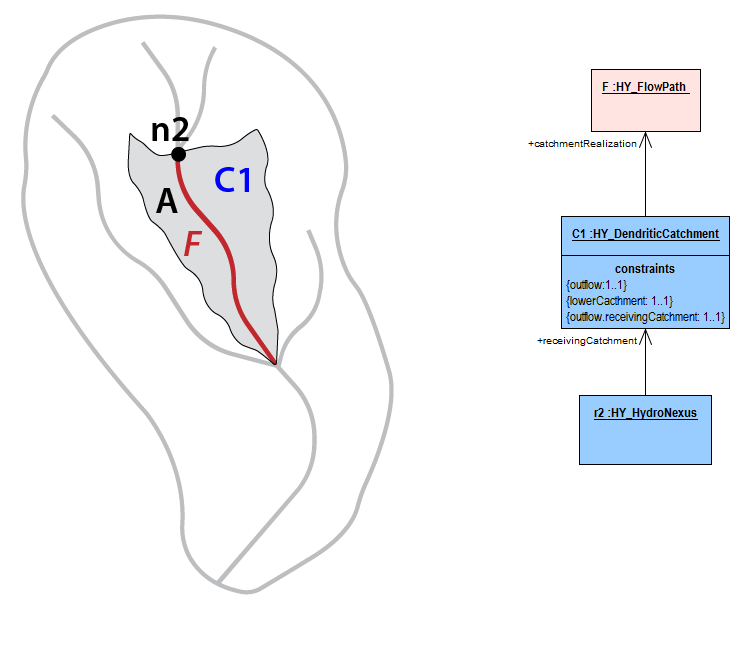 n2
C1
A
F
F :HY_FlowPath
+catchmentRealization
C1 :HY_DendriticCatchment
constraints
{outflow:1..1}
{lowerCacthment: 1..1}
{outflow.receivingCatchment: 1..1}
+receivingCatchment
r2 :HY_HydroNexus